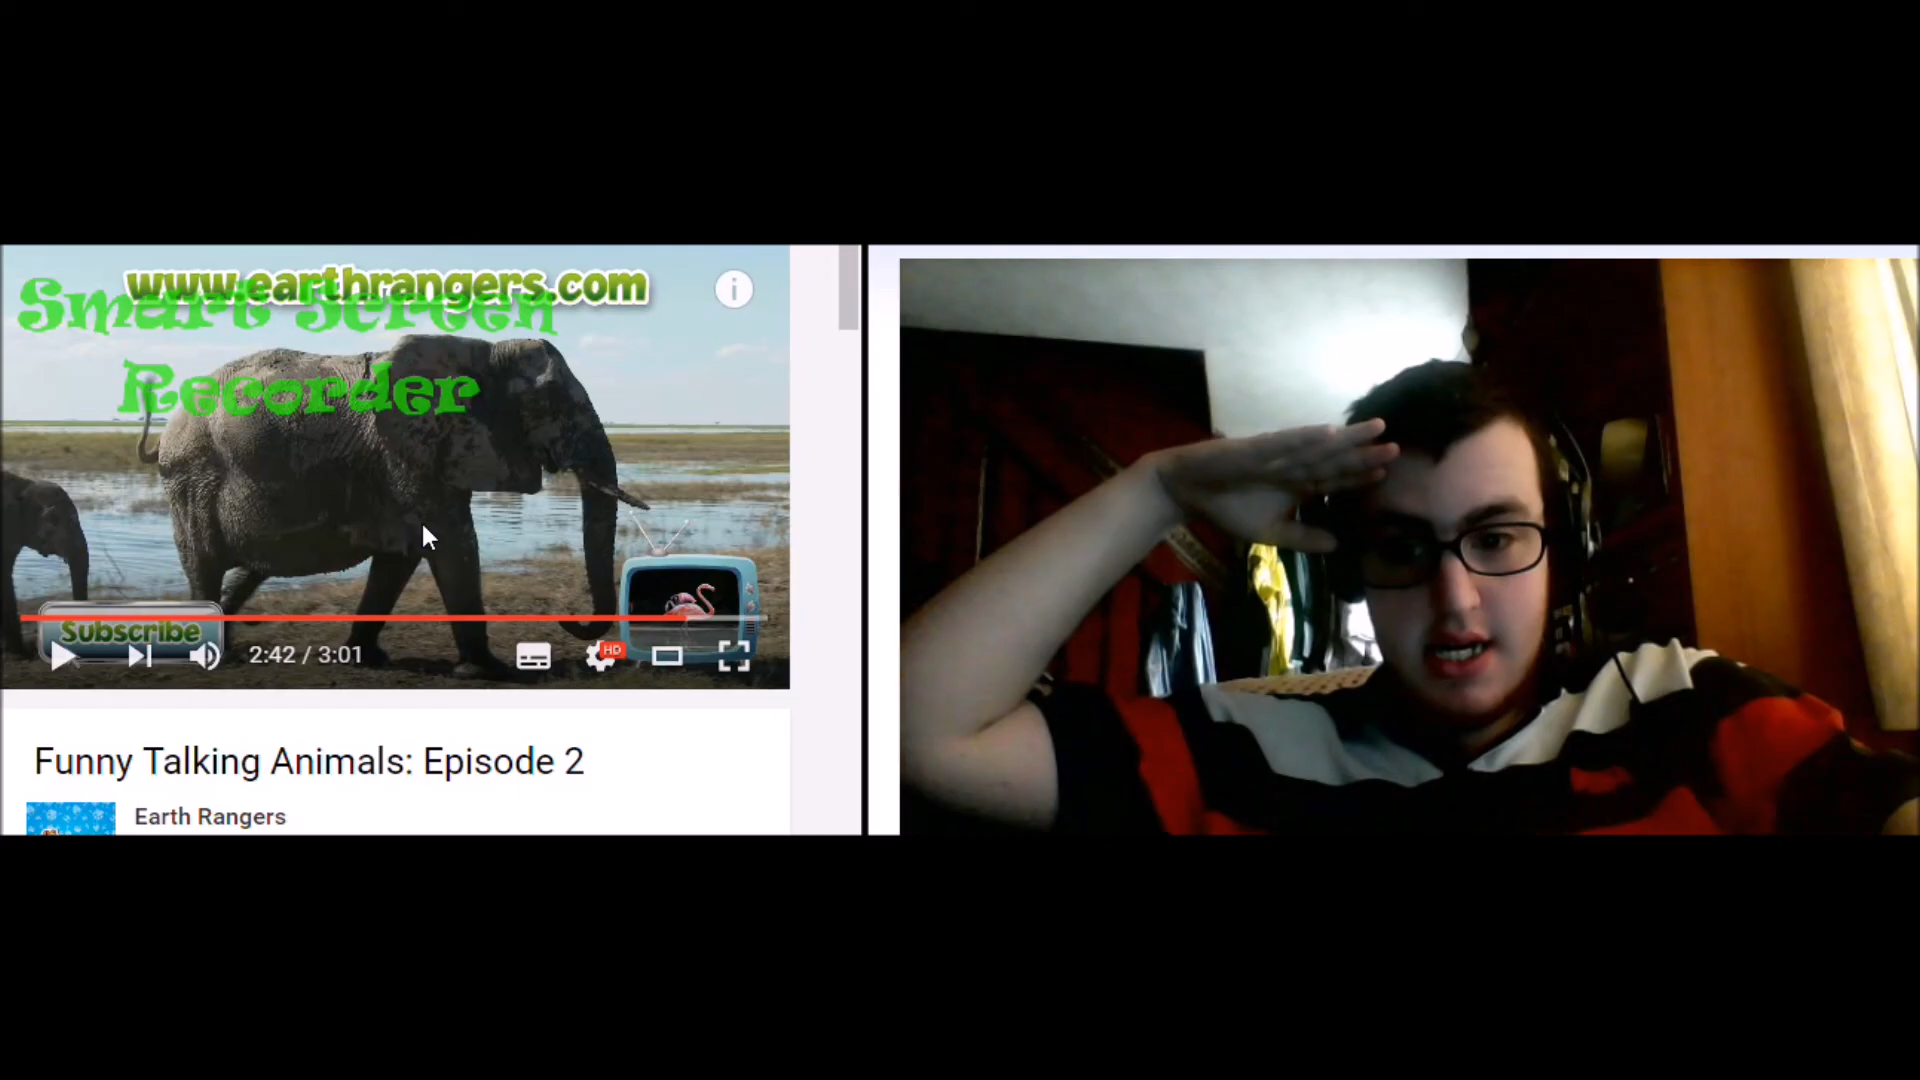 www.earthrangers.com
Smart Screen
Recorder
Subscribe
2:42 / 3:01
HD
Funny Talking Animals: Episode 2
Earth Rangers